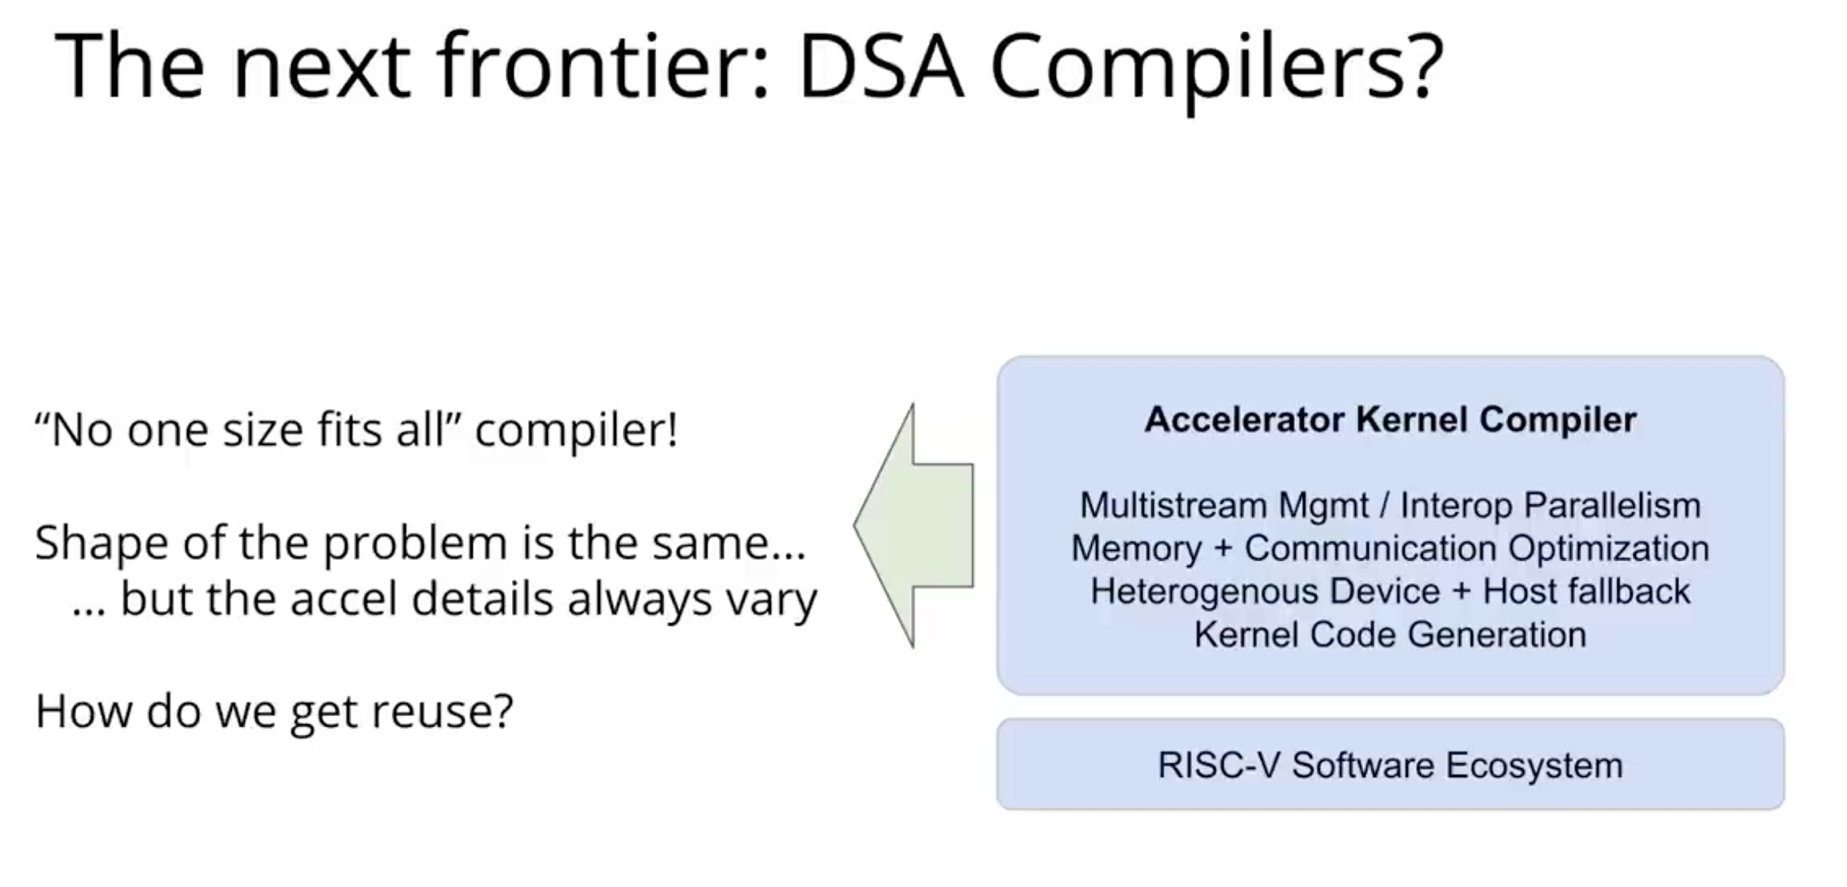 The next frontier: DSA Compilers?
“No one size fits all” compiler!
Shape of the problem is the same...
... but the accel details always vary
How do we get reuse?
Accelerator Kernel Compiler
Multistream Mgmt / Interop Parallelism
Memory + Communication Optimization
Heterogenous Device + Host fallback
Kernel Code Generation
RISC-V Software Ecosystem